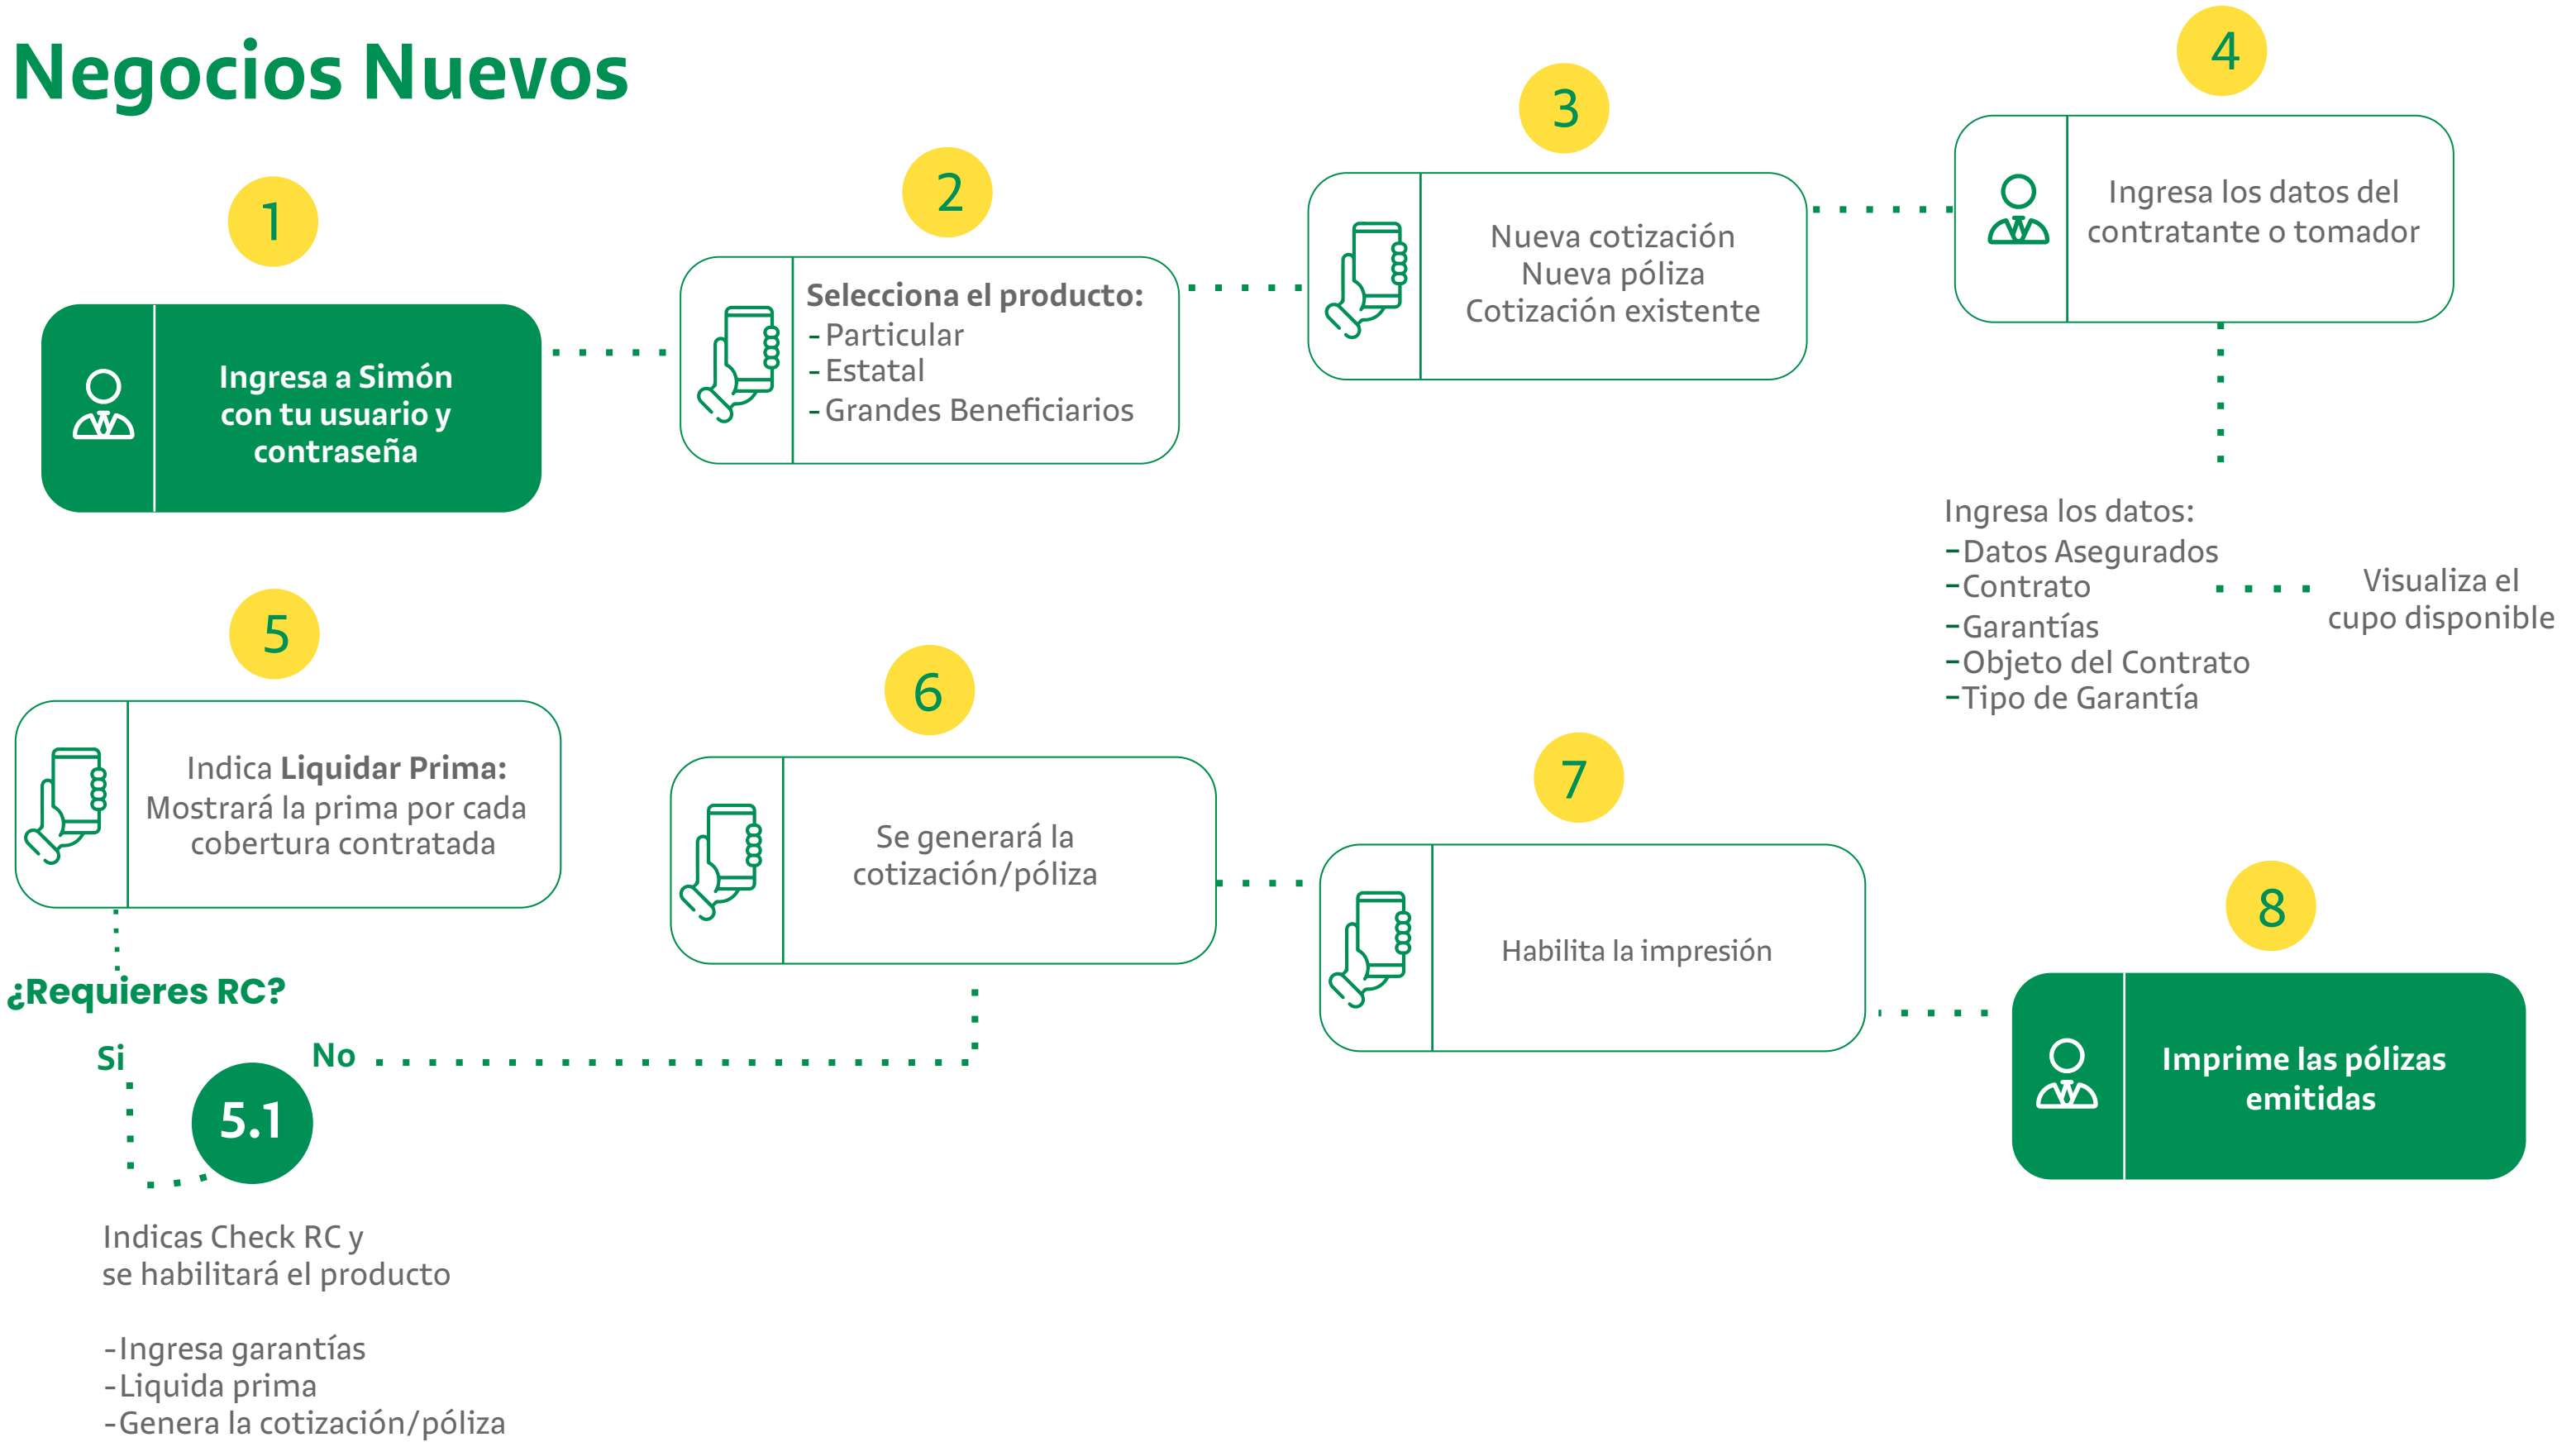 Negocios Nuevos
1
Ingresa a Simón
con tu usuario y
contraseña
2
Selecciona el producto:
-Particular
-Estatal
-Grandes Beneficiarios
3
Nueva cotización
Nueva póliza
Cotización existente
4
Ingresa los datos del
contratante o tomador
Ingresa los datos:
-Datos Asegurados
-Contrato
-Garantías
-Objeto del Contrato
-Tipo de Garantía
Visualiza el
cupo disponible
5
Indica Liquidar Prima:
Mostrará la prima por cada
cobertura contratada
¿Requieres RC?
Si
No
5.1
Indicas Check RC y
se habilitará el producto
-Ingresa garantías
-Liquida prima
-Genera la cotización/póliza
6
Se generará la
cotización/póliza
7
Habilita la impresión
8
Imprime las pólizas
emitidas